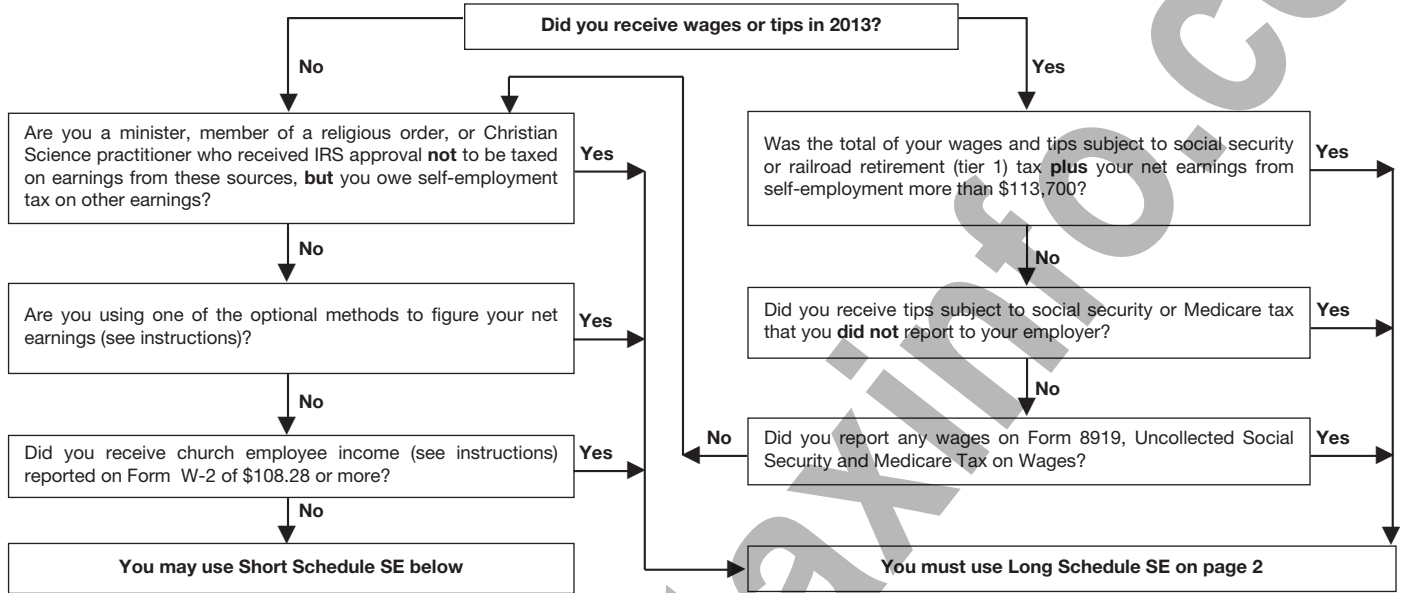 Did you receive wages or tips in 2013?
No
Yes
Are you a minister, member of a religious order, or Christian
Science practitioner who received IRS approval not to be taxed
on earnings from these sources, but you owe self-employment
tax on other earnings?
Yes
Was the total of your wages and tips subject to social security
or railroad retirement (tier 1) tax plus your net earnings from
self-employment more than $113,700?
Yes
No
No
Are you using one of the optional methods to figure your net
earnings (see instructions)?
Yes
Did you receive tips subject to social security or Medicare tax
that you did not report to your employer?
Yes
No
No
Did you receive church employee income (see instructions)
reported on Form W-2 of $108.28 or more?
Yes
No
Did you report any wages on Form 8919, Uncollected Social
Security and Medicare Tax on Wages?
Yes
No
You may use Short Schedule SE below
You must use Long Schedule SE on page 2
axinfo.co